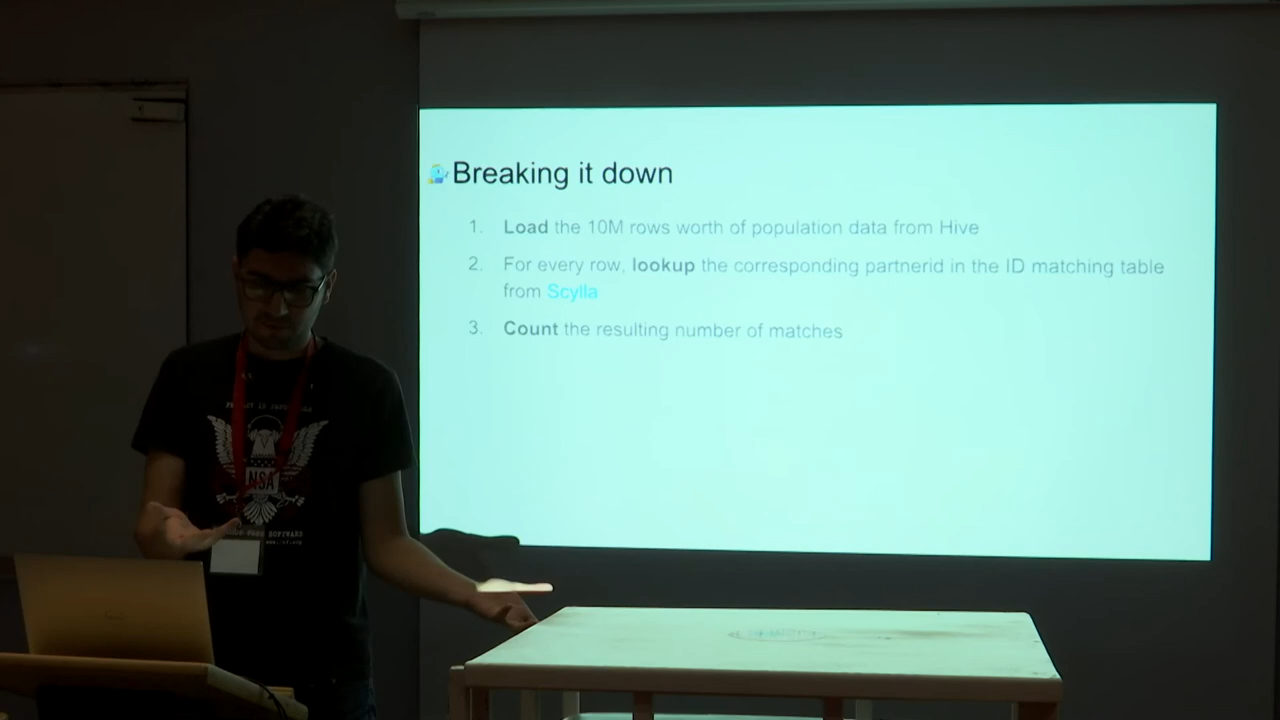 Breaking it down
1. Load the 10M rows worth of population data from Hive
2. For every row, lookup the corresponding partnerid in the ID matching table
from Scylla
3. Count the resulting number of matches
NSA